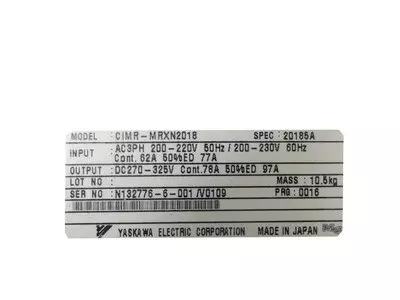 MODEL : CIMR-MRXN2018 SPEC : 20185A
INPUT : AC3PH 200-220V 50Hz/200-230V 60Hz
Cont. 62A 50%ED 77A
OUTPUT : DC270-325V Cont.78A 50%ED 97A
LOT NO : MASS : 10.5kg
SER NO : N132776-6-001/V0109 PRG : 0016
YASKAWA ELECTRIC CORPORATION MADE IN JAPAN